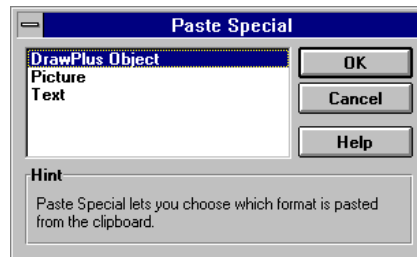 Paste Special
DrawPlus Object
Picture
Text
OK
Cancel
Help
Hint
Paste Special lets you choose which format is pasted
from the clipboard.